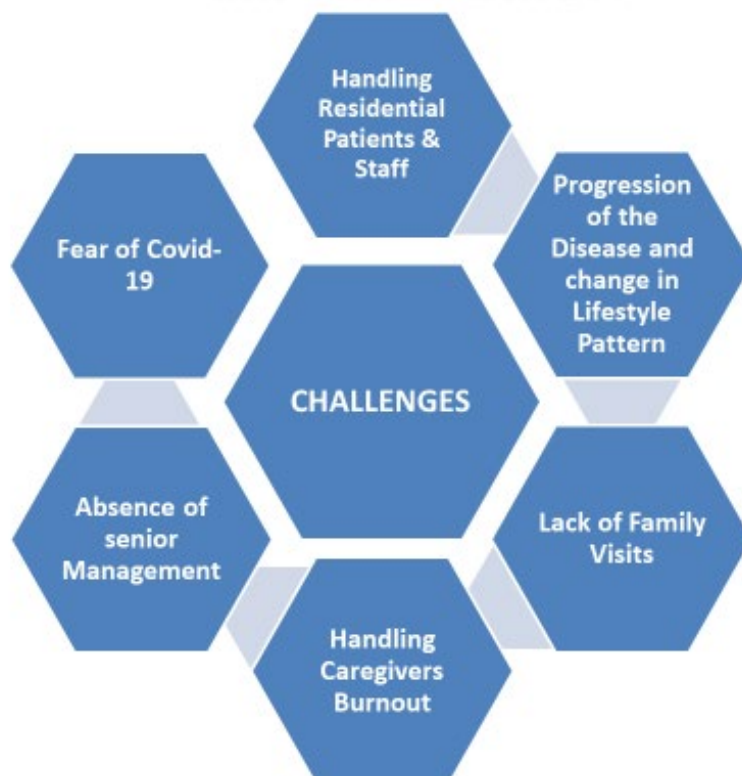 Handling
Residential
Patients &
Staff
Progression
of the
Disease and
change in
Lifestyle
Pattern
Fear of Covid-
19
CHALLENGES
Lack of Family
Visits
Absence of
senior
Management
Handling
Caregivers
Burnout